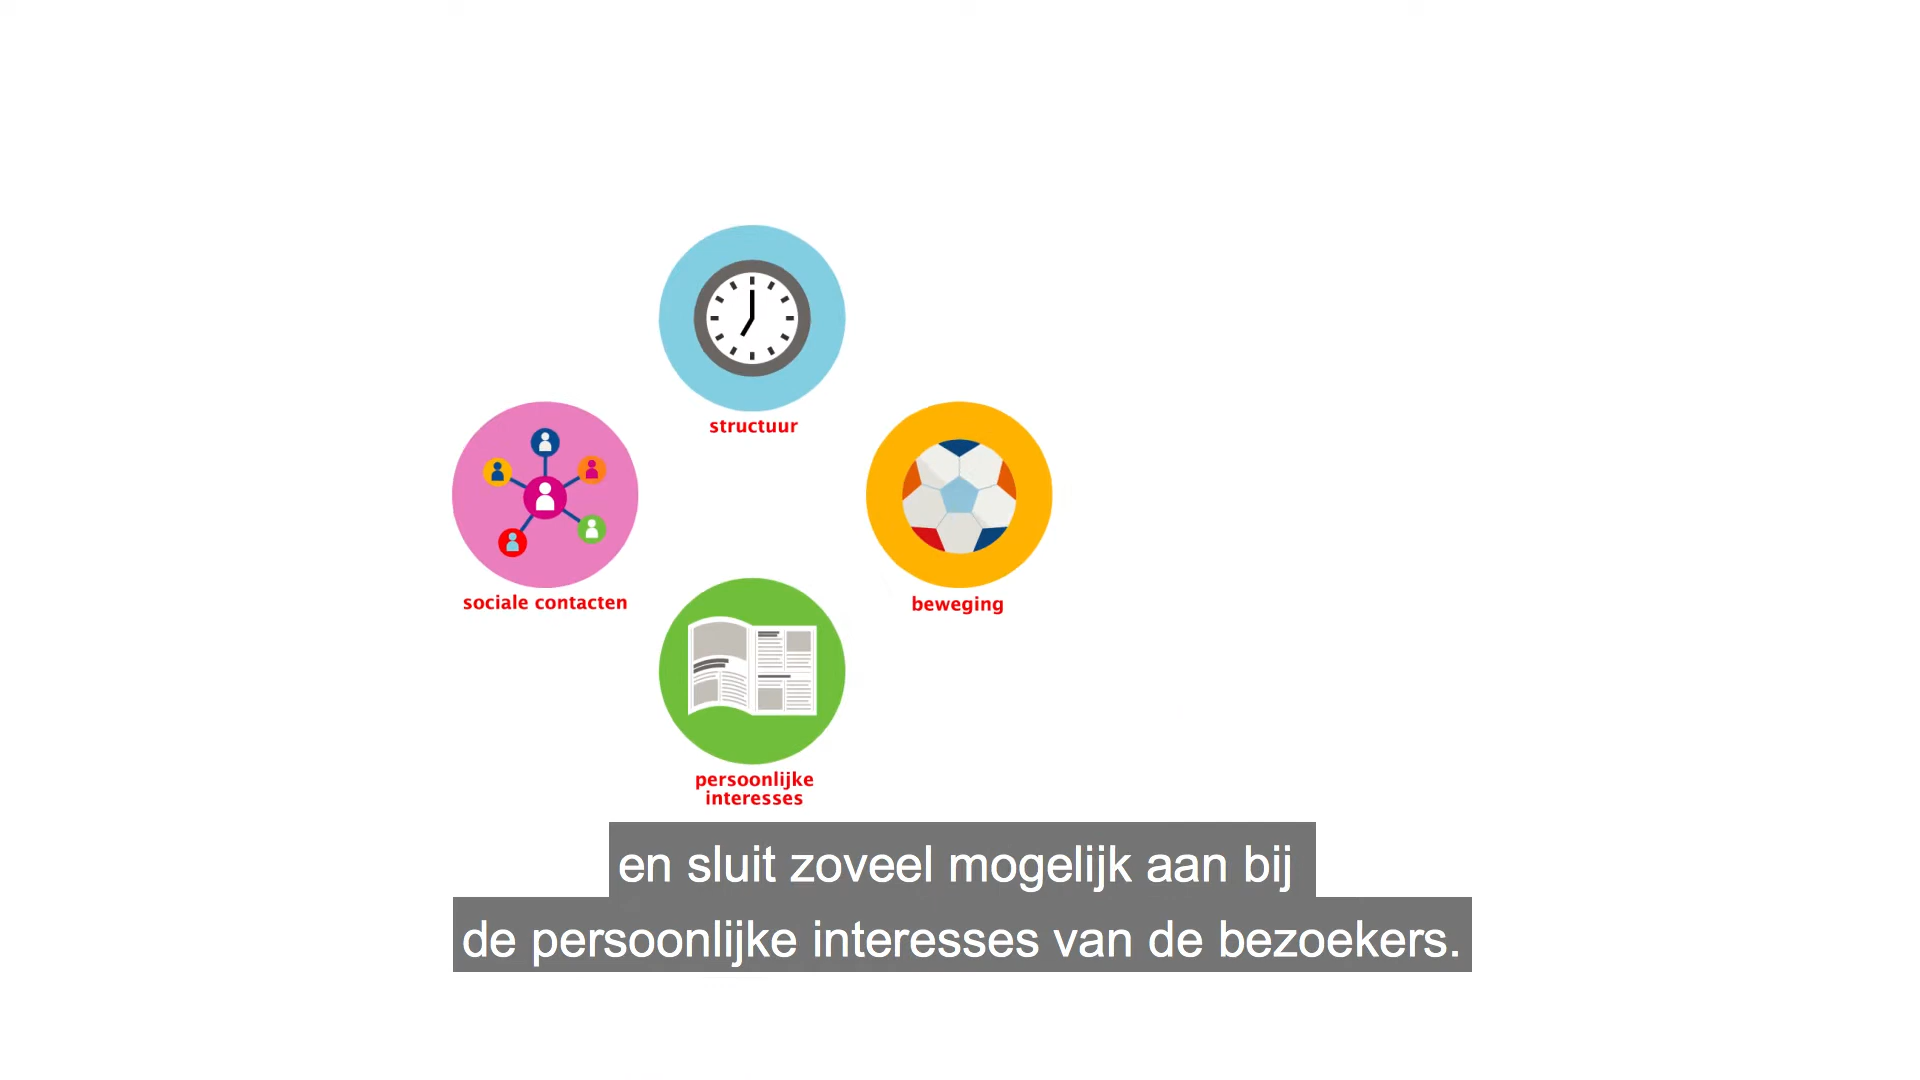 structuur
sociale contacten
beweging
persoonlijke
interesses
en sluit zoveel mogelijk aan bij
de persoonlijke interesses van de bezoekers.